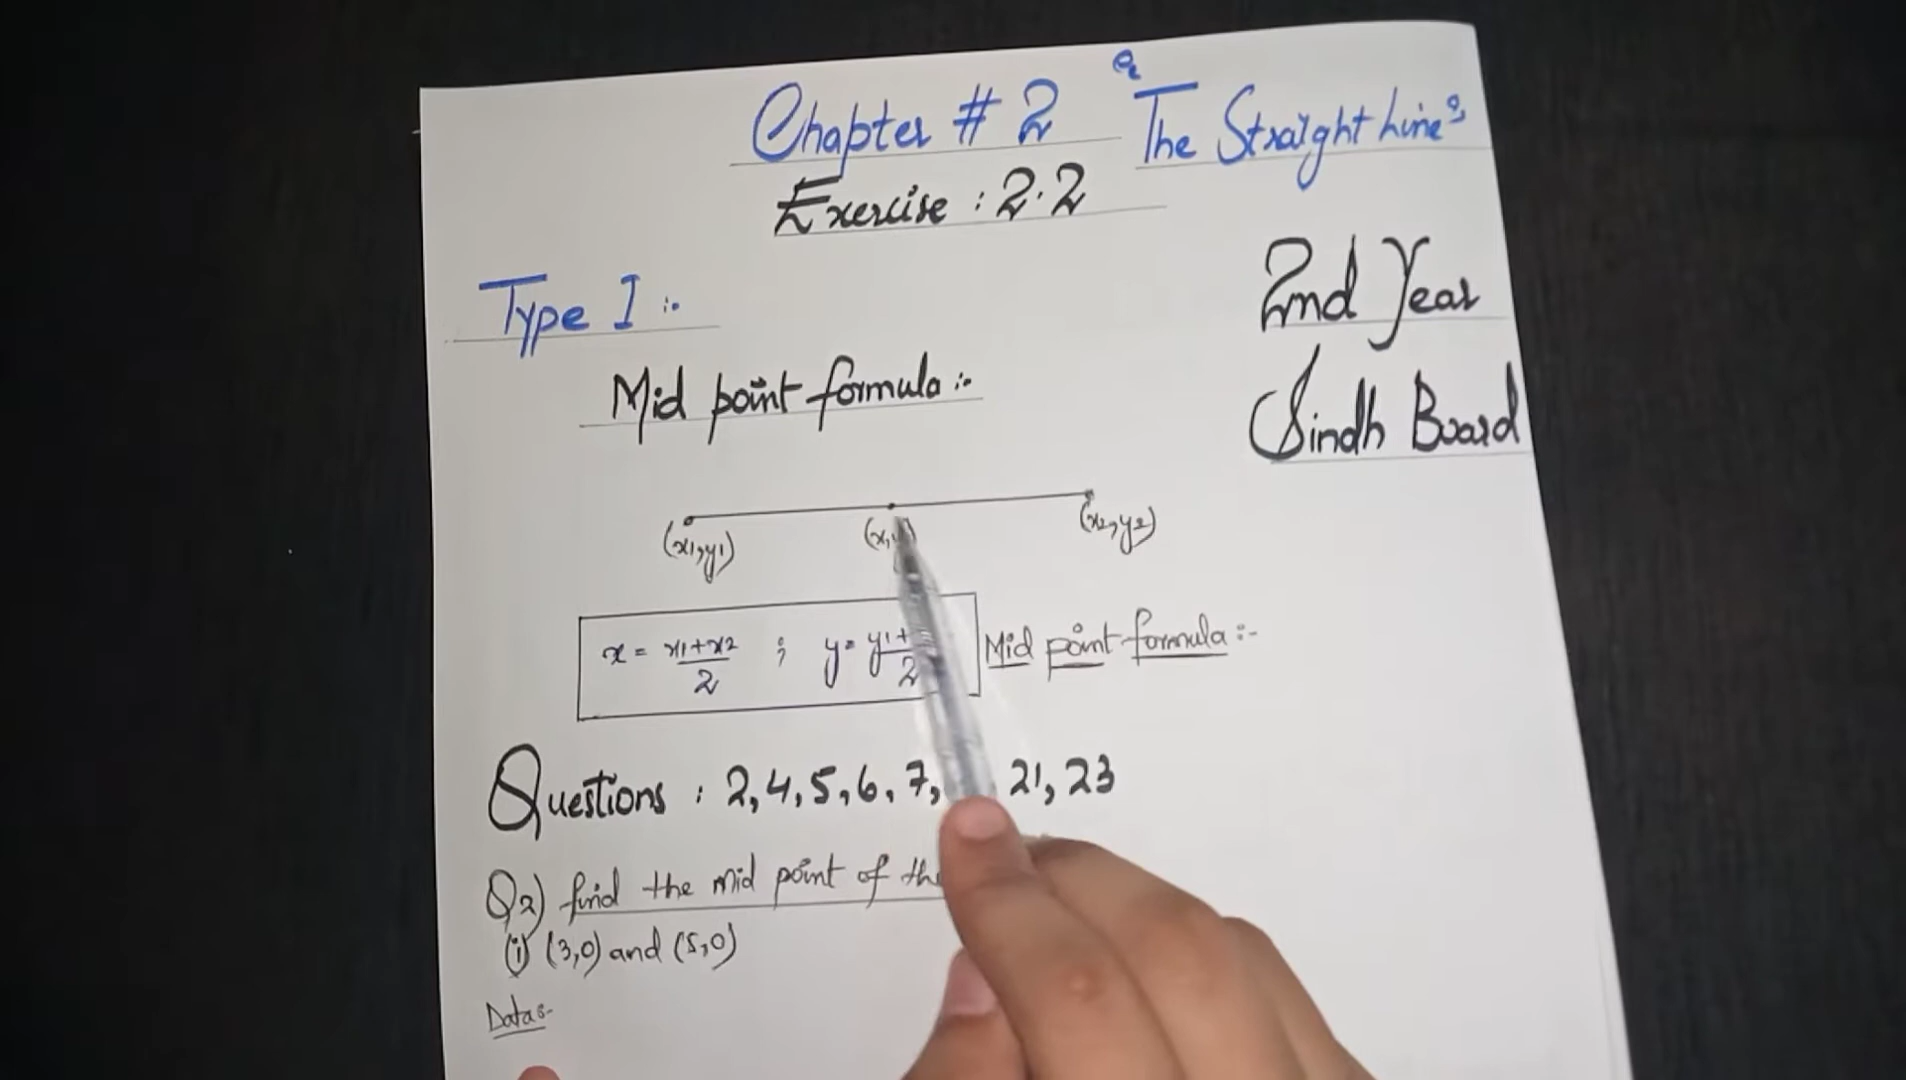 Chapter # 2 The Straight Line
Exercise : 2.2
Type I :-
2nd Year
Mid point formula :-
Sindh Board
(x1,y1) (x2,y2)
x = x1+x2/2 ; y = y1+ /2 Mid point formula :-
Questions : 2,4,5,6,7, 21,23
Q2) find the mid point of
(i) (3,0) and (5,0)
Data:-